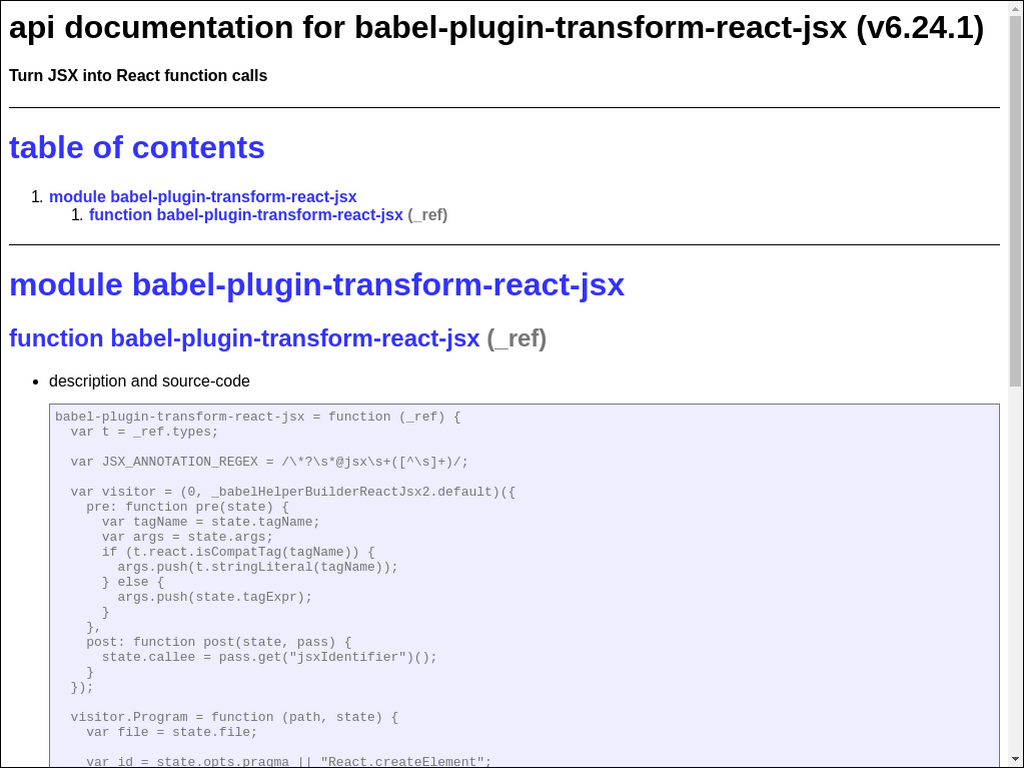 api documentation for babel-plugin-transform-react-jsx (v6.24.1)
Turn JSX into React function calls
table of contents
1. module babel-plugin-transform-react-jsx
1. function babel-plugin-transform-react-jsx (_ref)
module babel-plugin-transform-react-jsx
function babel-plugin-transform-react-jsx (_ref)
• description and source-code
babel-plugin-transform-react-jsx = function (_ref) {
  var t = _ref.types;

  var JSX_ANNOTATION_REGEX = /\*?\s*@jsx\s+([^\s]+)/;

  var visitor = (0, _babelHelperBuilderReactJsx2.default)({
    pre: function pre(state) {
      var tagName = state.tagName;
      var args = state.args;
      if (t.react.isCompatTag(tagName)) {
        args.push(t.stringLiteral(tagName));
      } else {
        args.push(state.tagExpr);
      }
    },
    post: function post(state, pass) {
      state.callee = pass.get("jsxIdentifier")();
    }
  });

  visitor.Program = function (path, state) {
    var file = state.file;

    var id = state.opts.pragma || "React.createElement";